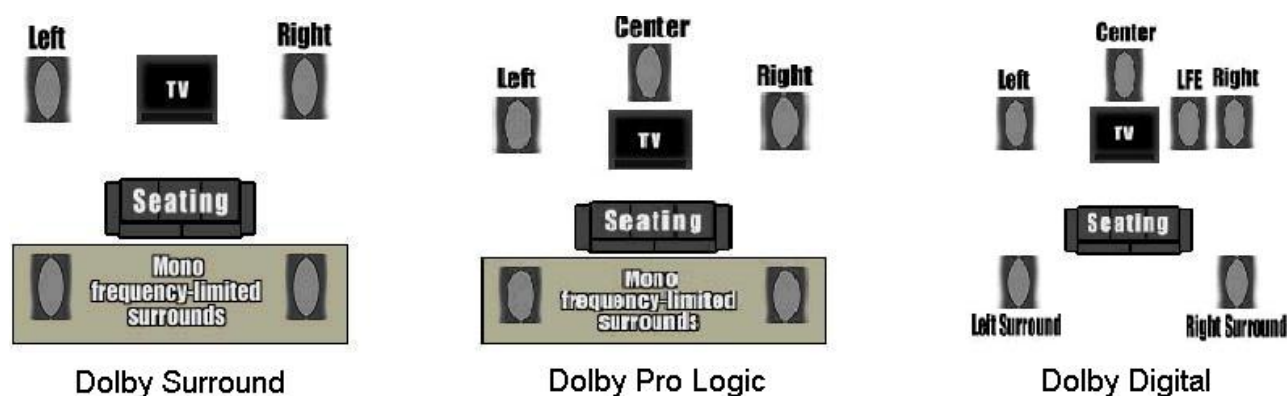 Left
Right
TV
Seating
Mono
frequency-limited
surrounds
Dolby Surround
Center
Left
Right
TV
Seating
Mono
frequency-limited
surrounds
Dolby Pro Logic
Center
Left
LFE
Right
TV
Seating
Left Surround
Right Surround
Dolby Digital